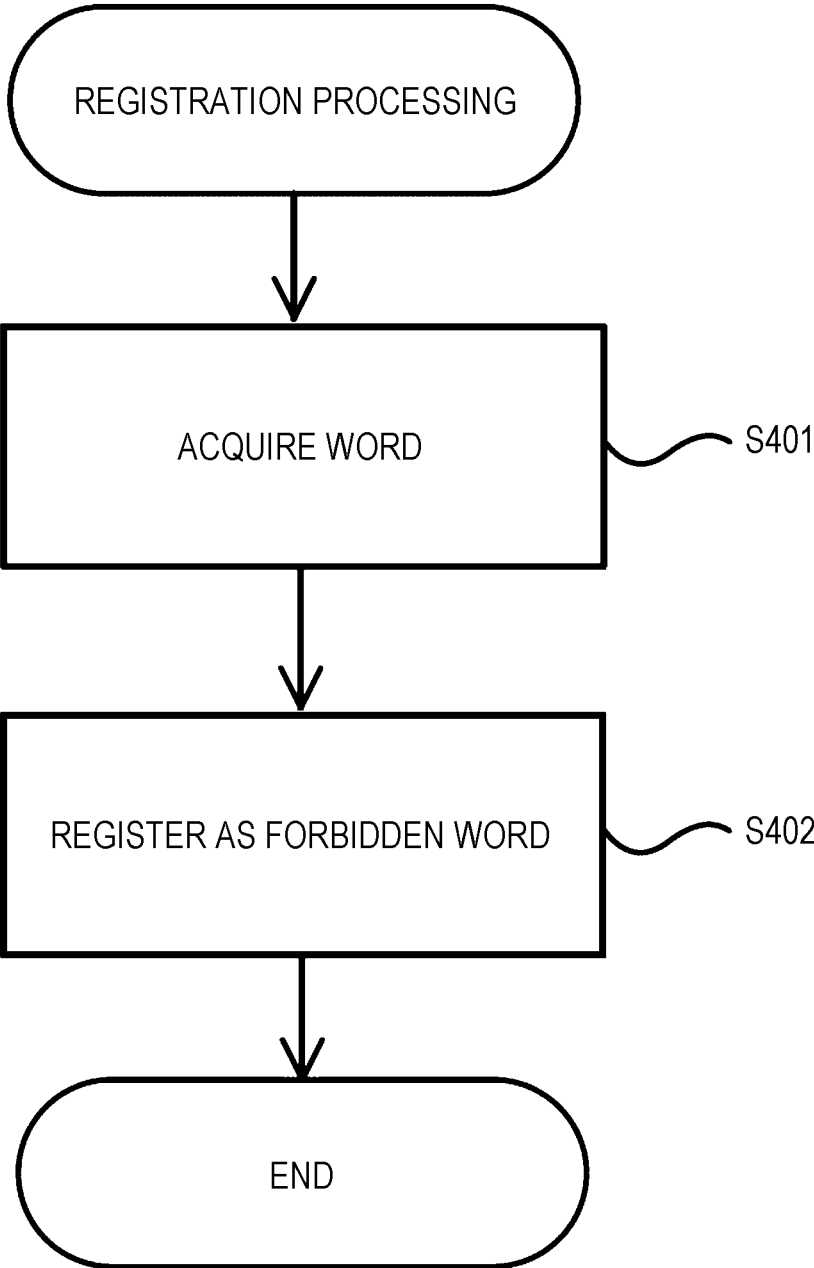 REGISTRATION PROCESSING
ACQUIRE WORD
S401
REGISTER AS FORBIDDEN WORD
S402
END